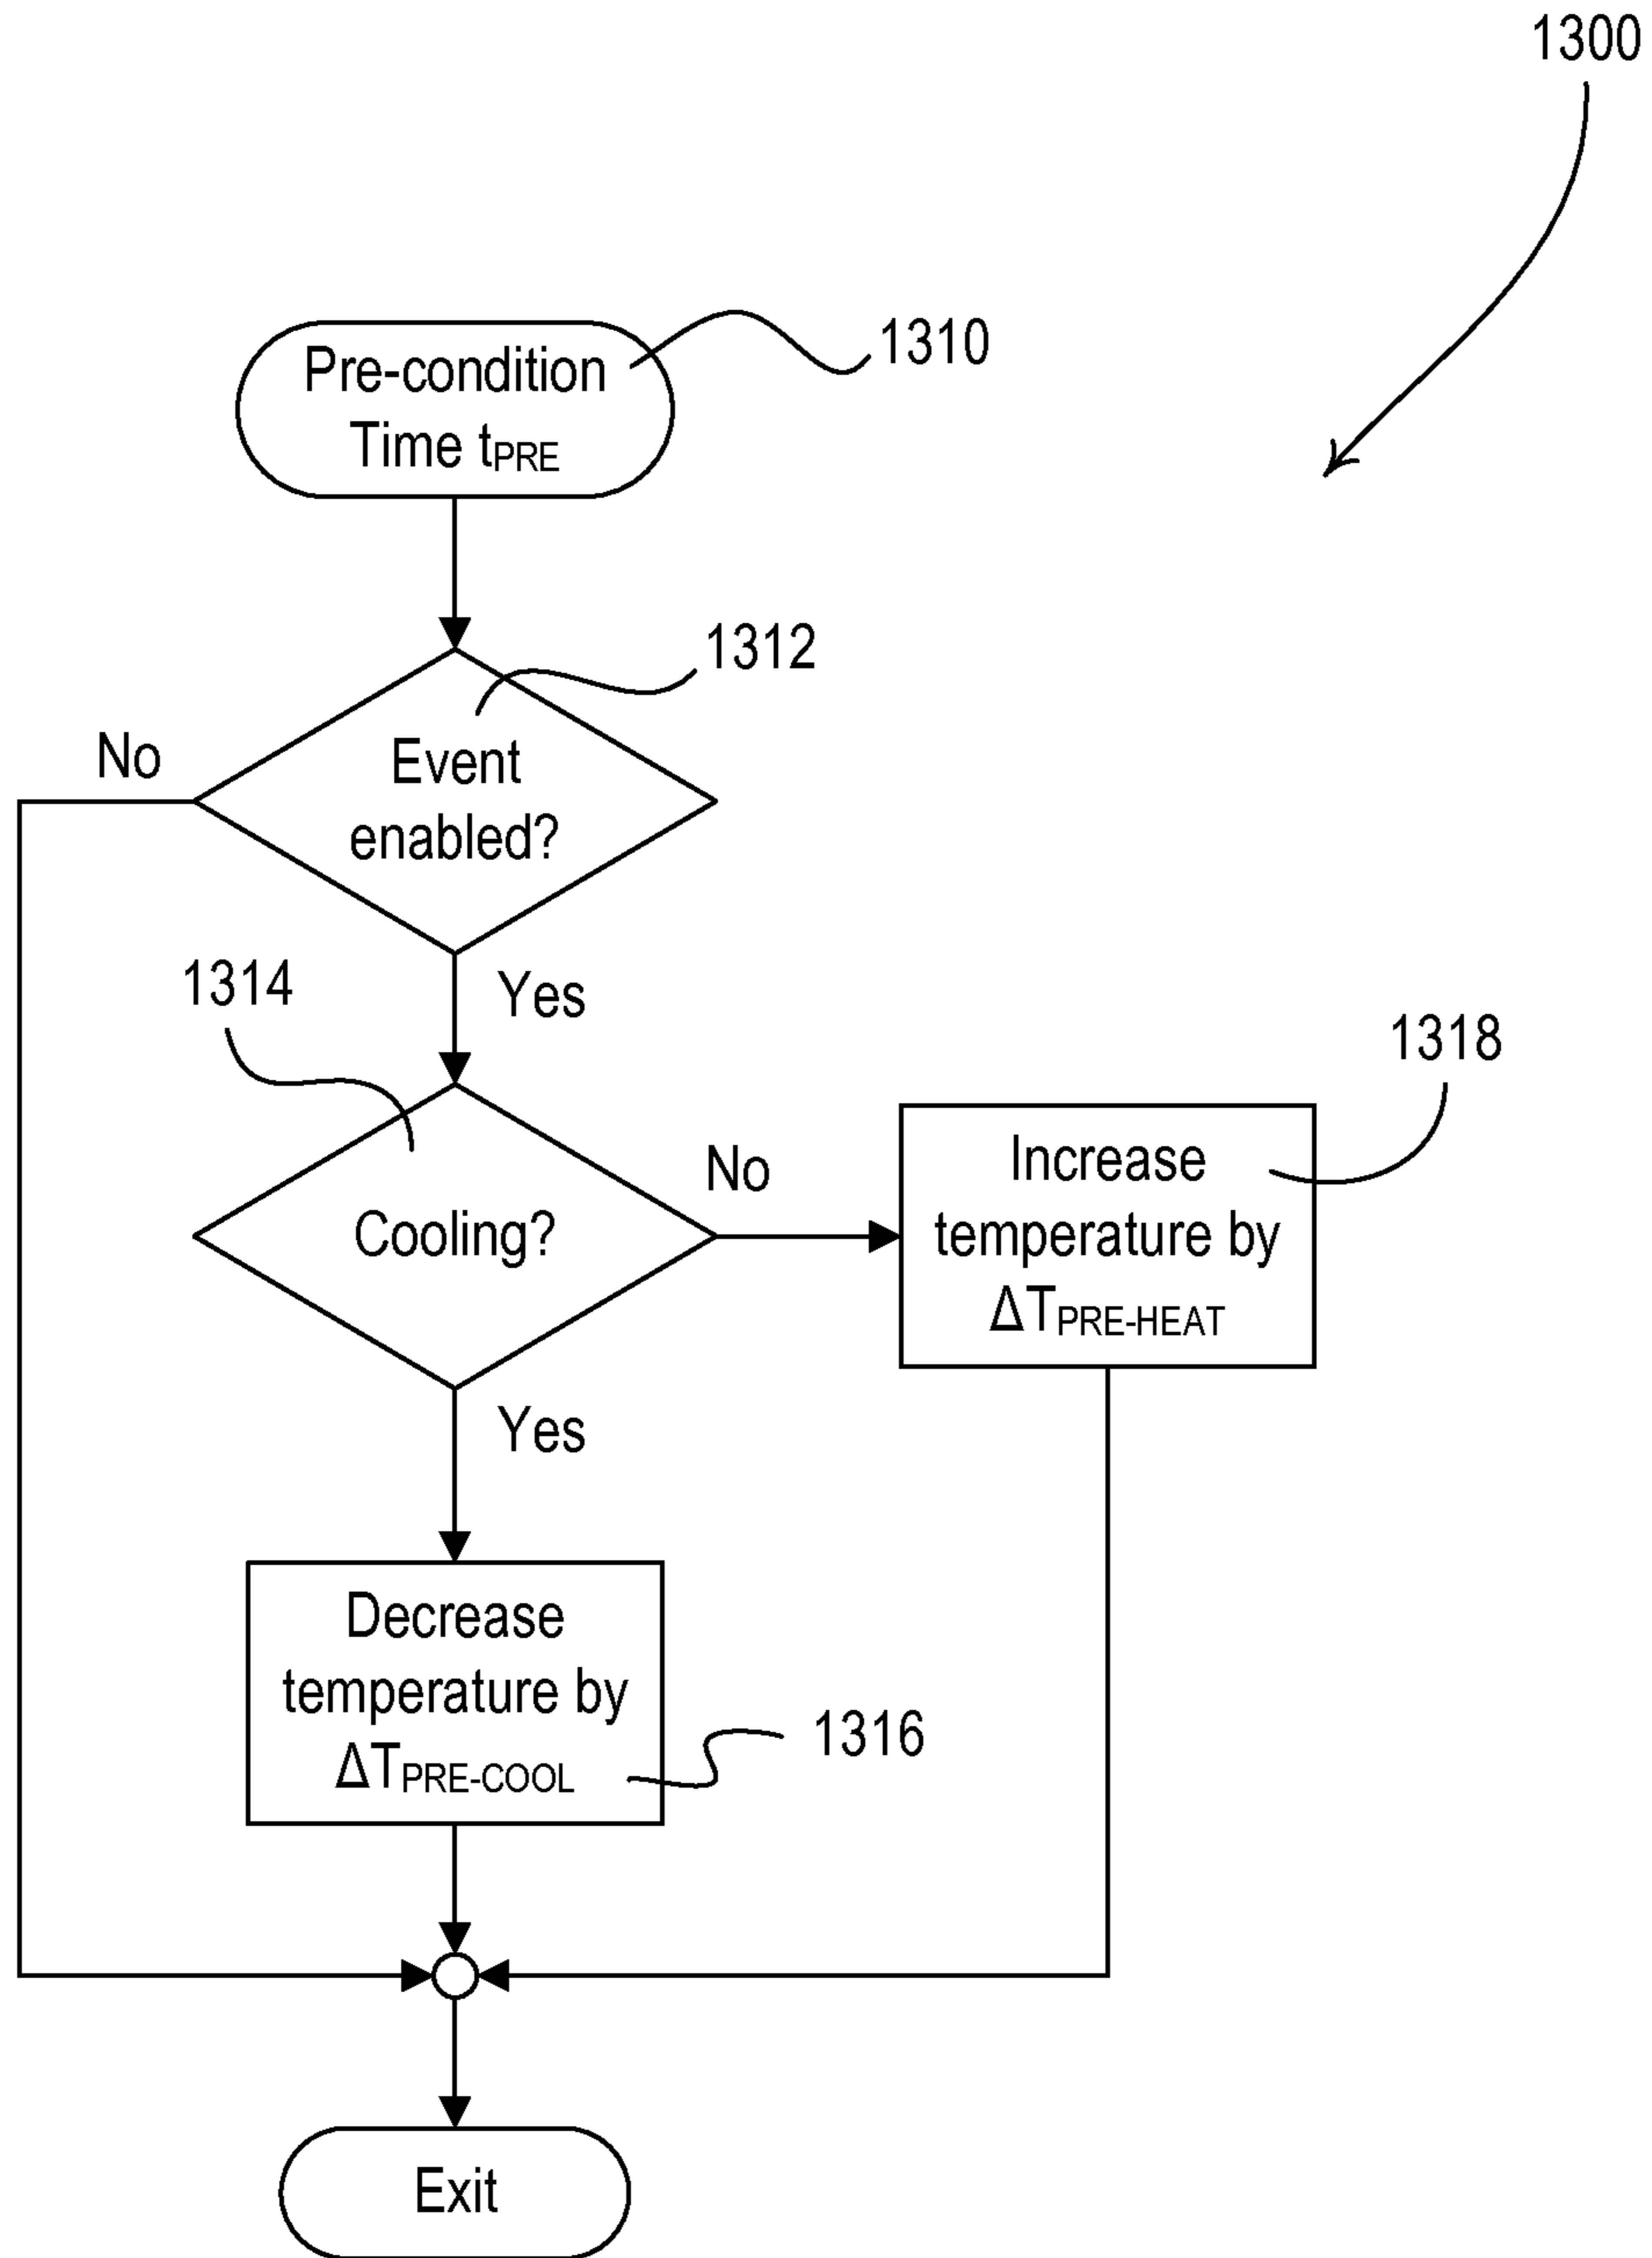 1300
Pre-condition
Time tPRE
1310
1312
No
Event
enabled?
Yes
1314
1318
No
Cooling?
Increase
temperature by
ΔTPRE-HEAT
Yes
Decrease
temperature by
ΔTPRE-COOL
1316
Exit